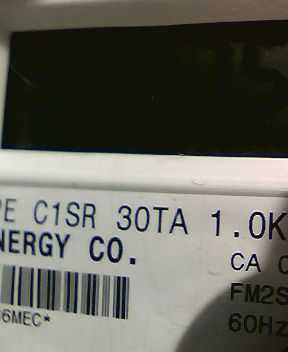 PE C1SR 30TA 1.0K
NERGY CO.
CA
FM2S
6MEC*
60Hz